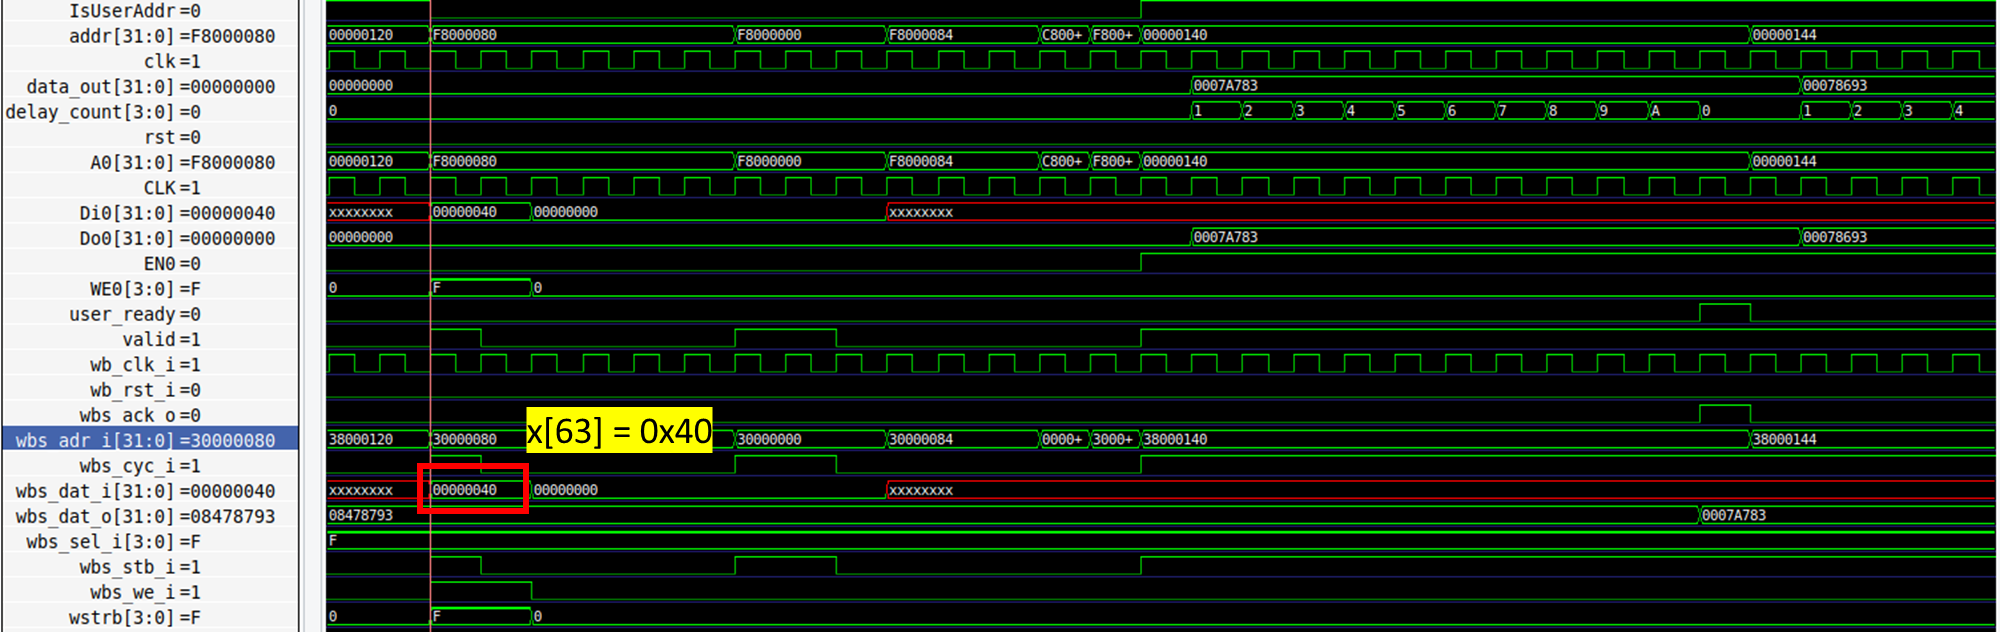 IsUserAddr=0
addr[31:0]=F8000080 00000120 F8000080 F8000000 F8000084 C800+ F800+ 00000140 00000144
clk=1
data_out[31:0]=00000000 00000000 0007A783 00078693
delay_count[3:0]=0 0 1 2 3 4 5 6 7 8 9 A 0 1 2 3 4
rst=0
A0[31:0]=F8000080 00000120 F8000080 F8000000 F8000084 C800+ F800+ 00000140 00000144
CLK=1
Di0[31:0]=00000040 xxxxxxxx 00000040 00000000 xxxxxxxx
Do0[31:0]=00000000 00000000 0007A783 00078693
EN0=0
WE0[3:0]=F 0 F 0
user_ready=0
valid=1
wb_clk_i=1
wb_rst_i=0
wbs_ack_o=0
x[63] = 0x40
wbs_adr_i[31:0]=30000080 38000120 30000080 30000000 30000084 0000+ 3000+ 38000140 38000144
wbs_cyc_i=1
wbs_dat_i[31:0]=00000040 xxxxxxxx 00000040 00000000 xxxxxxxx
wbs_dat_o[31:0]=08478793 08478793 0007A783
wbs_sel_i[3:0]=F F
wbs_stb_i=1
wbs_we_i=1
wstrb[3:0]=F 0 F 0